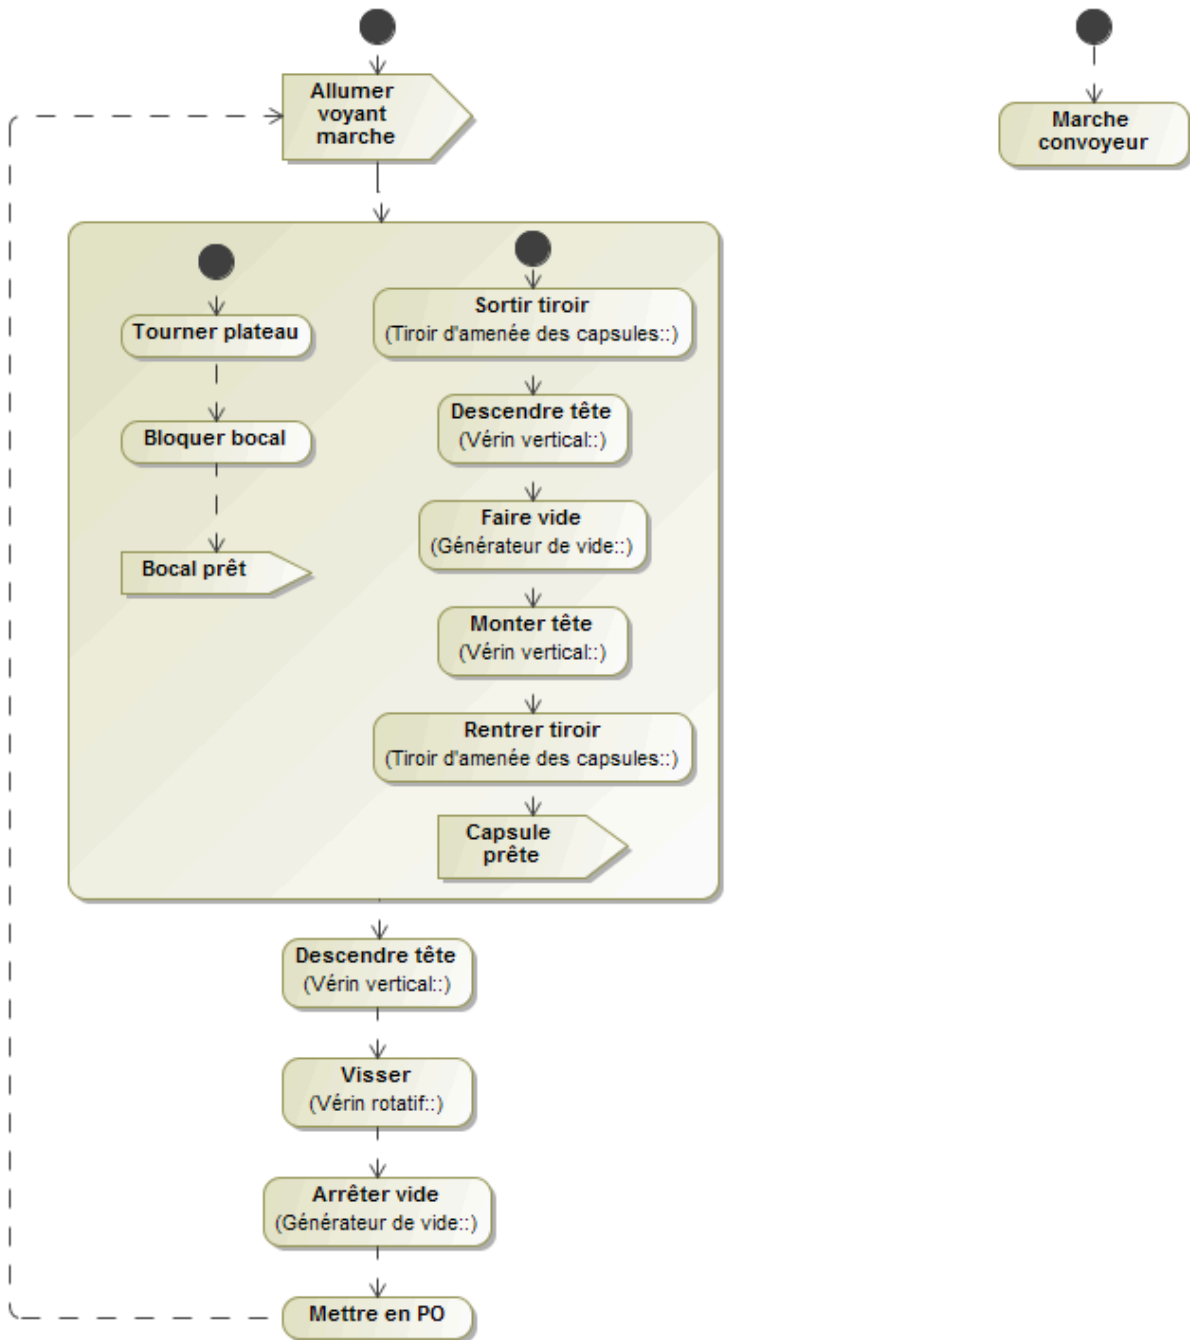 Allumer
voyant
marche
Marche
convoyeur
Tourner plateau
Bloquer bocal
Bocal prêt
Sortir tiroir
(Tiroir d'amenée des capsules::)
Descendre tête
(Vérin vertical::)
Faire vide
(Générateur de vide::)
Monter tête
(Vérin vertical::)
Rentrer tiroir
(Tiroir d'amenée des capsules::)
Capsule
prête
Descendre tête
(Vérin vertical::)
Visser
(Vérin rotatif::)
Arrêter vide
(Générateur de vide::)
Mettre en PO